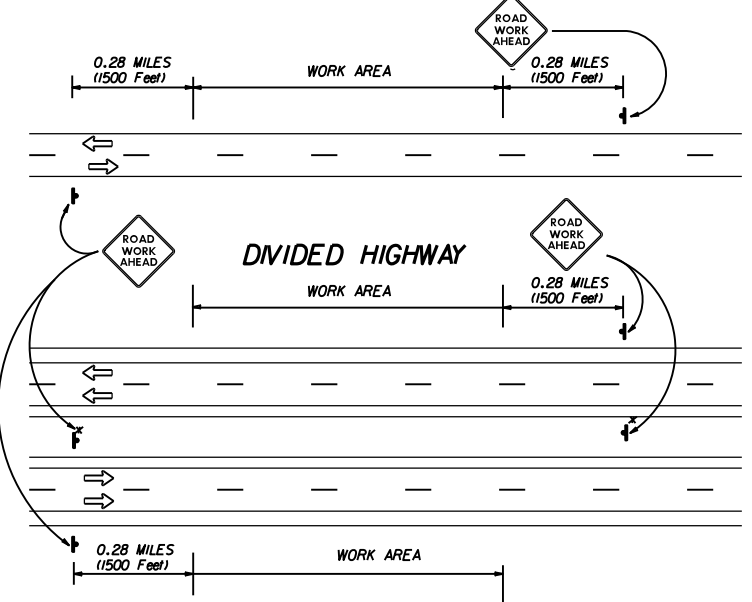 ROAD
WORK
AHEAD
0.28 MILES
(1500 Feet)
WORK AREA
0.28 MILES
(1500 Feet)
ROAD
WORK
AHEAD
DIVIDED HIGHWAY
ROAD
WORK
AHEAD
WORK AREA
0.28 MILES
(1500 Feet)
x
x
0.28 MILES
(1500 Feet)
WORK AREA